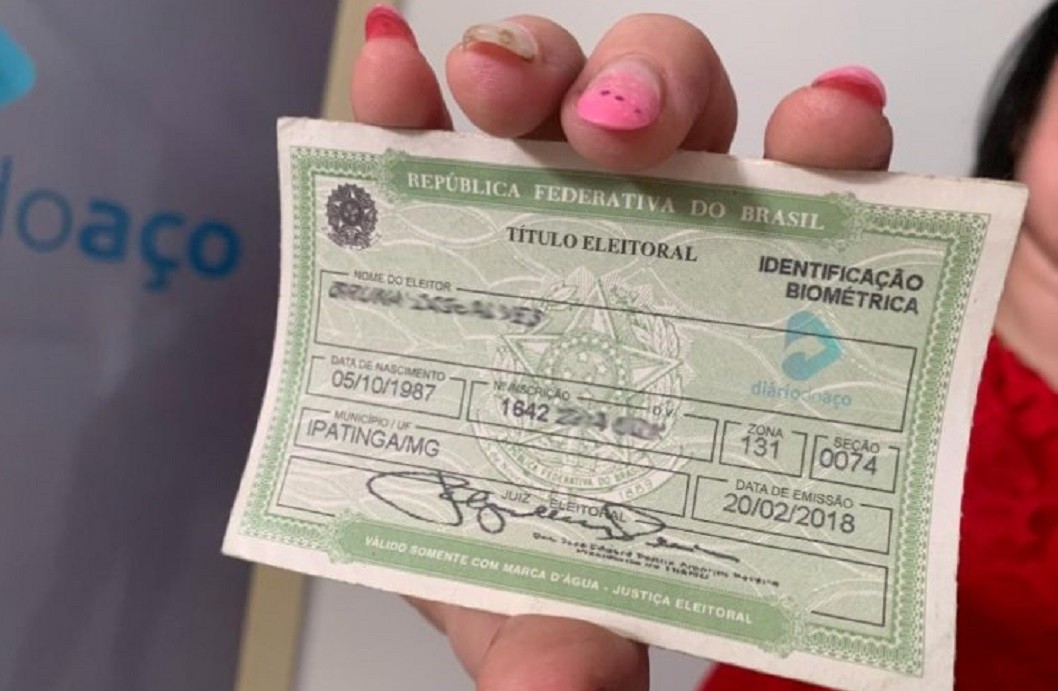 doaço
REPÚBLICA FEDERATIVA DO BRASIL
TÍTULO ELEITORAL
IDENTIFICAÇÃO
BIOMÉTRICA
NOME DO ELEITOR
diáriodoaço
DATA DE NASCIMENTO
05/10/1987
Nº INSCRIÇÃO D.V.
1642
ZONA
131
SEÇÃO
0074
MUNICÍPIO / UF
IPATINGA/MG
DATA DE EMISSÃO
20/02/2018
JUIZ ELEITORAL
VÁLIDO SOMENTE COM MARCA D'ÁGUA - JUSTIÇA ELEITORAL